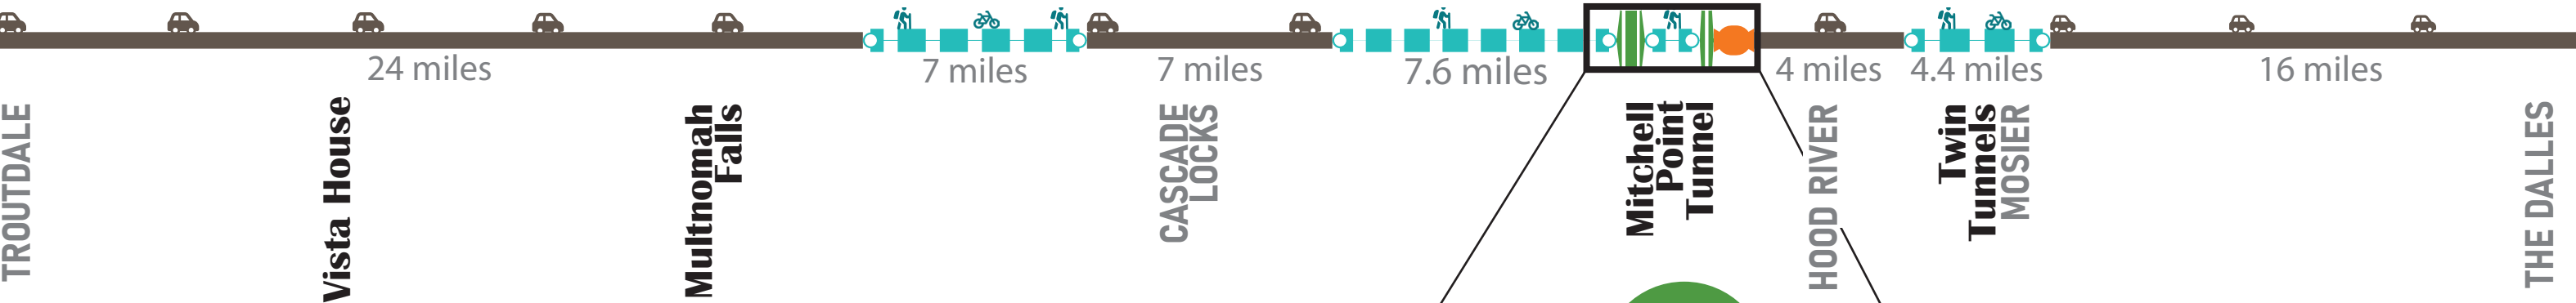 24 miles
7 miles
7 miles
7.6 miles
4 miles
4.4 miles
16 miles
TROUTDALE
Vista House
Multnomah
Falls
CASCADE
LOCKS
Mitchell
Point
Tunnel
HOOD RIVER
Twin
Tunnels
MOSIER
THE DALLES